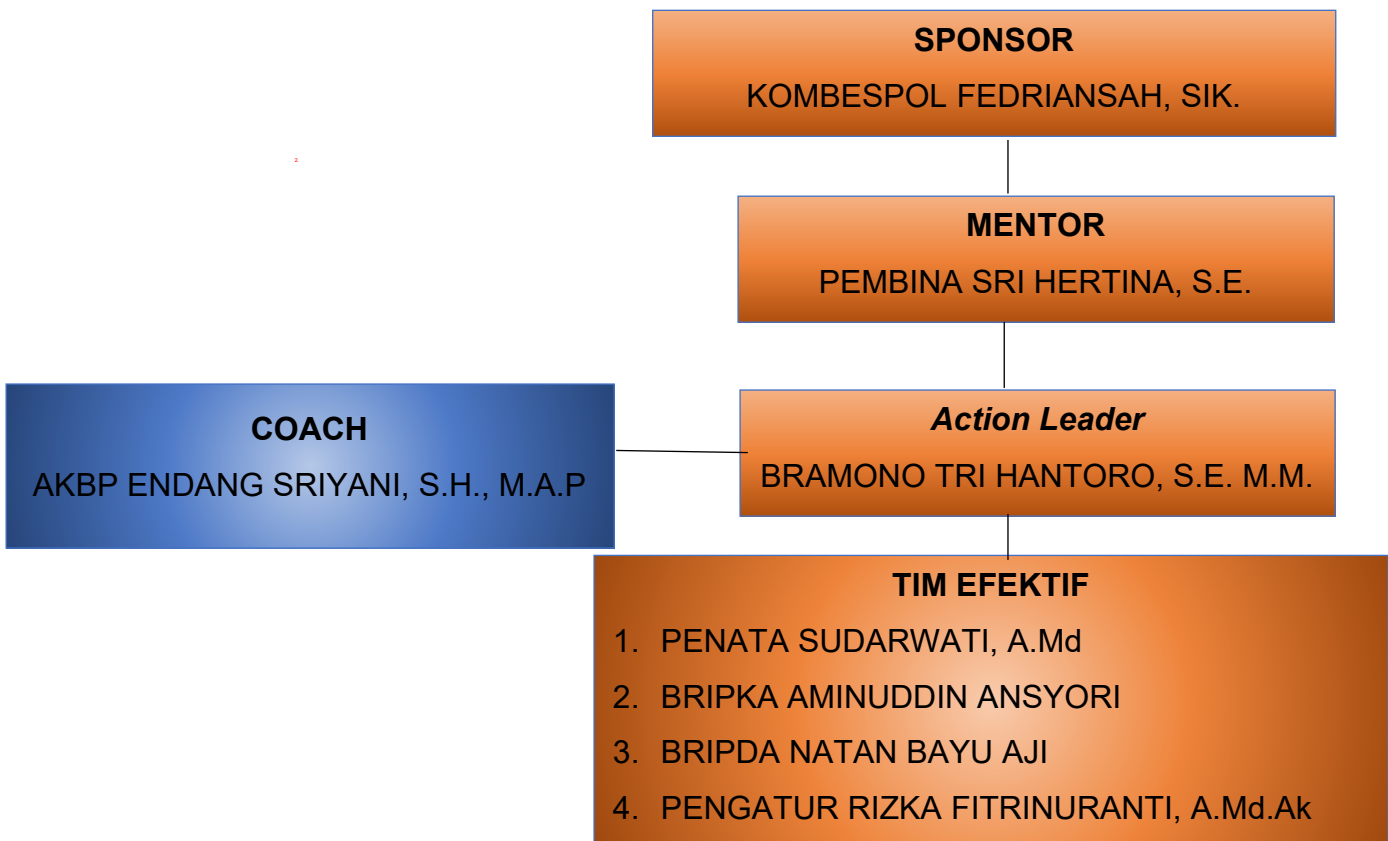 SPONSOR
KOMBESPOL FEDRIANSAH, SIK.
2
MENTOR
PEMBINA SRI HERTINA, S.E.
COACH
AKBP ENDANG SRIYANI, S.H., M.A.P
Action Leader
BRAMONO TRI HANTORO, S.E. M.M.
TIM EFEKTIF
1. PENATA SUDARWATI, A.Md
2. BRIPKA AMINUDDIN ANSYORI
3. BRIPDA NATAN BAYU AJI
4. PENGATUR RIZKA FITRINURANTI, A.Md.Ak